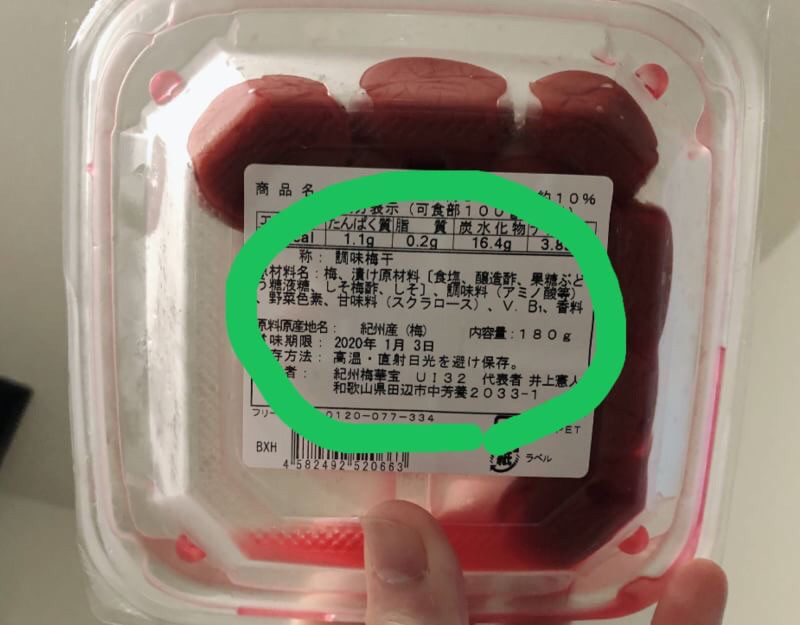 商品名 約10%
表示 (可食部100
たんぱく質 脂 質 炭水化物
1.1g 0.2g 16.4g 3.8
称: 調味梅干
原材料名: 梅、漬け原材料〔食塩、醸造酢、果糖ぶど
う糖液糖、しそ梅酢、しそ〕、調味料 (アミノ酸等)
、野菜色素、甘味料 (スクラロース)、V. B₁、香料
原料原産地名: 紀州産 (梅) 内容量:180g
味期限: 2020年 1月 3日
存方法: 高温・直射日光を避け保存。
者: 紀州梅華宝 UI32 代表者 井上憲人
和歌山県田辺市中芳養2033-1
フリー 0120-077-334
BXH PET
紙 ラベル
4582492520663